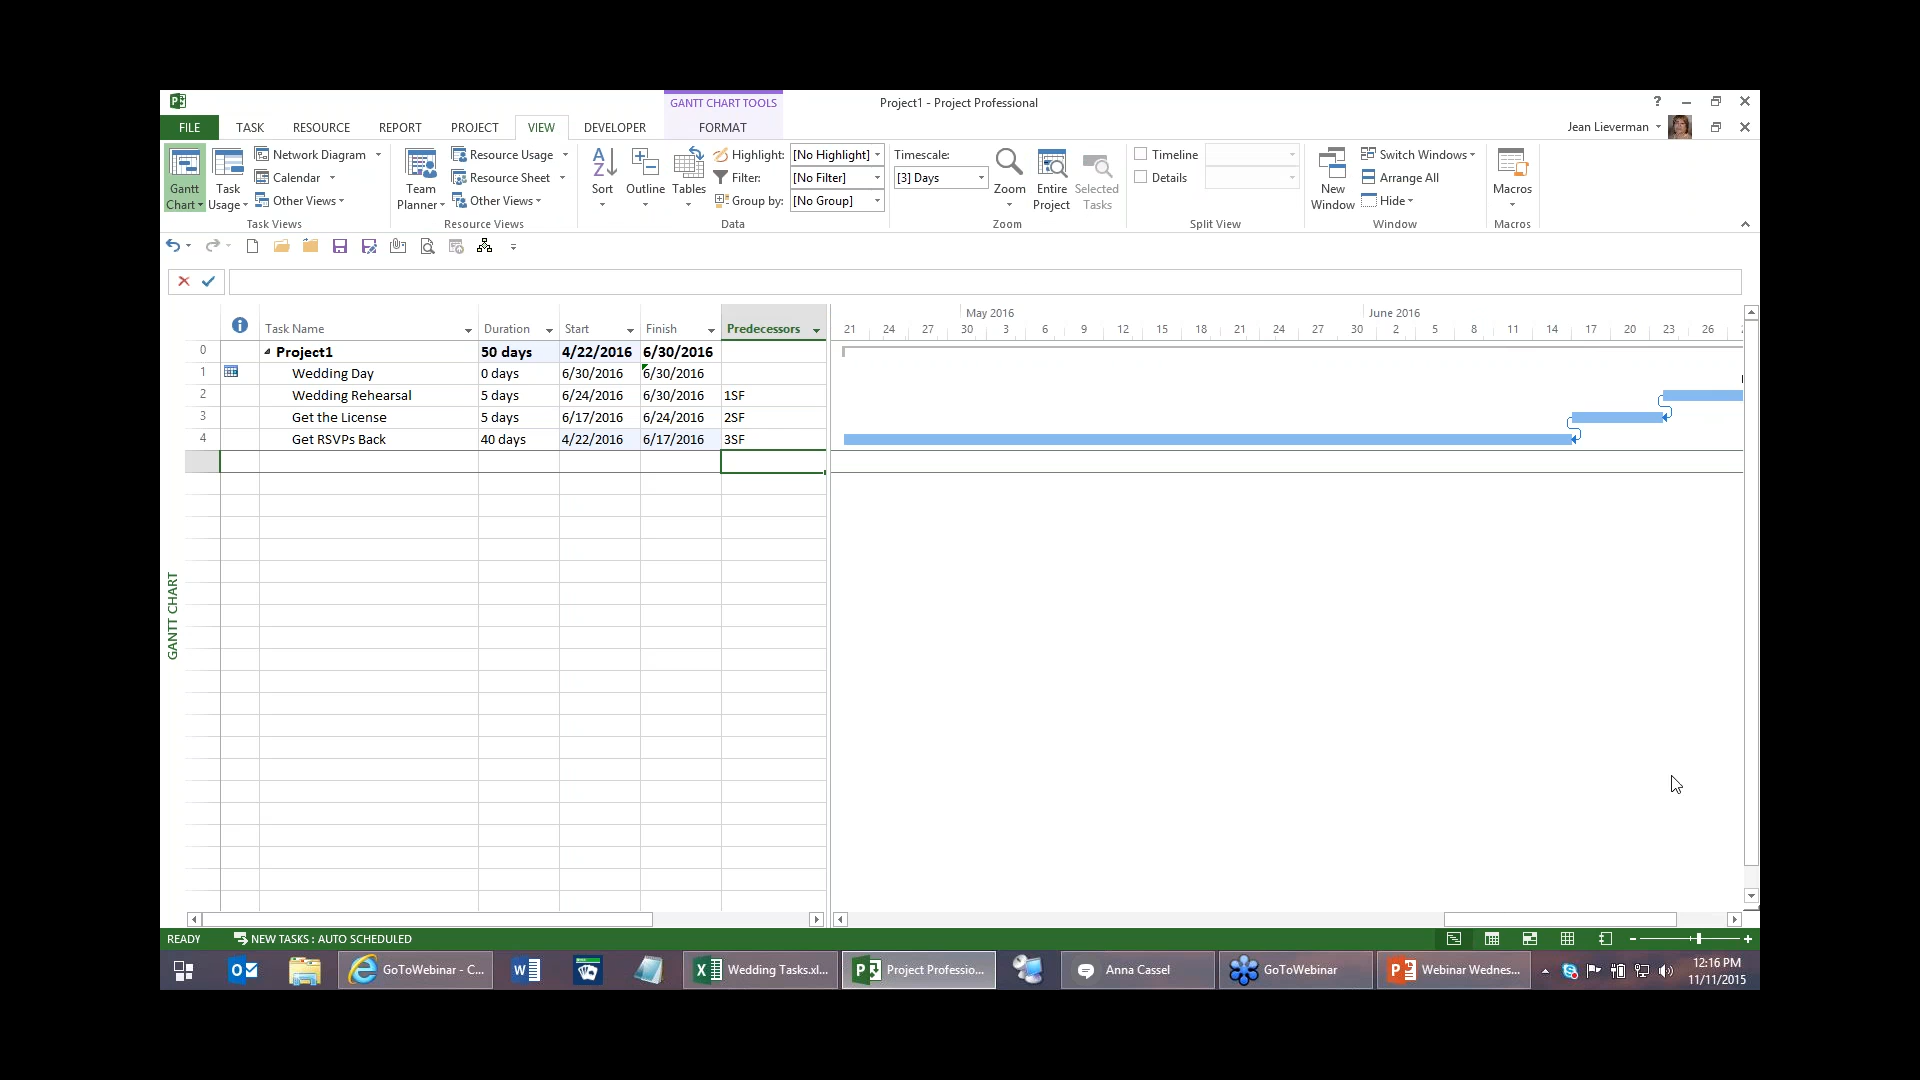 GANTT CHART TOOLS
Project1 - Project Professional
?
FILE TASK RESOURCE REPORT PROJECT VIEW DEVELOPER FORMAT
Jean Lieverman
Gantt Chart
Task Usage
Network Diagram
Calendar
Other Views
Task Views
Team Planner
Resource Usage
Resource Sheet
Other Views
Resource Views
Sort
Outline
Tables
Highlight: [No Highlight]
Filter: [No Filter]
Group by: [No Group]
Data
Timescale:
[3] Days
Zoom
Entire Project
Selected Tasks
Zoom
Timeline
Details
Split View
New Window
Switch Windows
Arrange All
Hide
Window
Macros
Macros
Task Name Duration Start Finish Predecessors
May 2016 June 2016
21 24 27 30 3 6 9 12 15 18 21 24 27 30 2 5 8 11 14 17 20 23 26
0 Project1 50 days 4/22/2016 6/30/2016
1 Wedding Day 0 days 6/30/2016 6/30/2016
2 Wedding Rehearsal 5 days 6/24/2016 6/30/2016 1SF
3 Get the License 5 days 6/17/2016 6/24/2016 2SF
4 Get RSVPs Back 40 days 4/22/2016 6/17/2016 3SF
GANTT CHART
READY NEW TASKS : AUTO SCHEDULED
GoToWebinar - C...
Wedding Tasks.xl...
Project Professio...
Anna Cassel
GoToWebinar
Webinar Wednes...
12:16 PM
11/11/2015